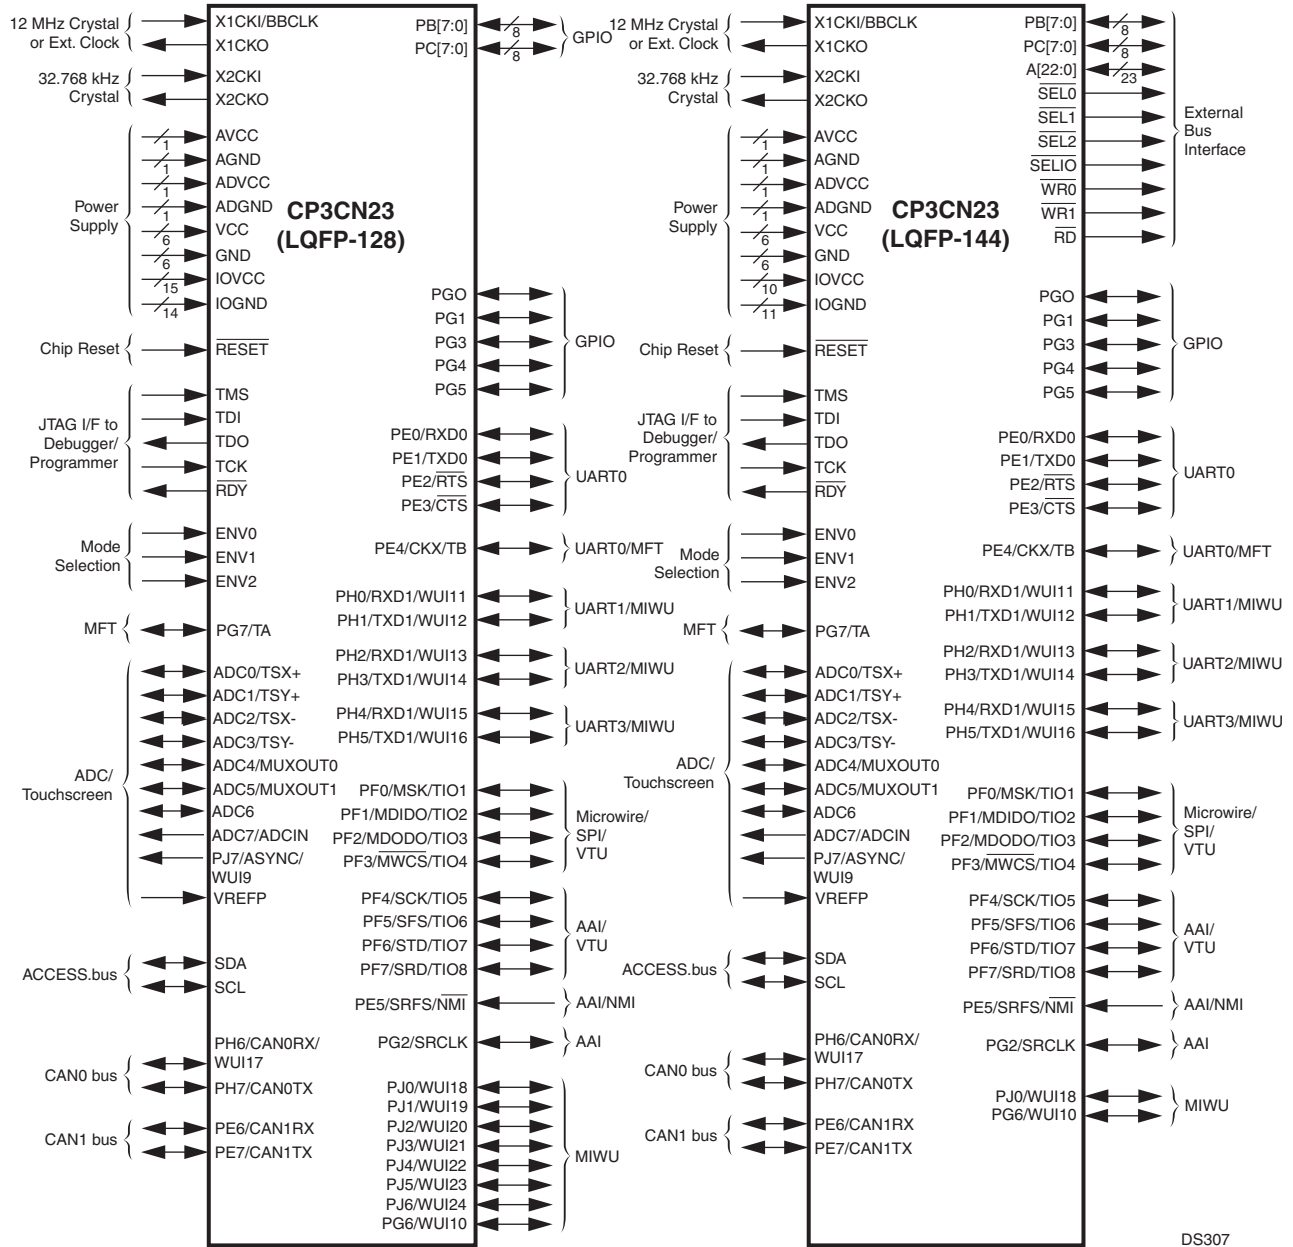 12 MHz Crystal
or Ext. Clock
X1CKI/BBCLK
X1CKO
32.768 kHz
Crystal
X2CKI
X2CKO
Power
Supply
1
AVCC
1
AGND
1
ADVCC
1
ADGND
6
VCC
6
GND
15
IOVCC
14
IOGND
Chip Reset
RESET
JTAG I/F to
Debugger/
Programmer
TMS
TDI
TDO
TCK
RDY
Mode
Selection
ENV0
ENV1
ENV2
MFT
PG7/TA
ADC/
Touchscreen
ADC0/TSX+
ADC1/TSY+
ADC2/TSX-
ADC3/TSY-
ADC4/MUXOUT0
ADC5/MUXOUT1
ADC6
ADC7/ADCIN
PJ7/ASYNC/
WUI9
VREFP
ACCESS.bus
SDA
SCL
CAN0 bus
PH6/CAN0RX/
WUI17
PH7/CAN0TX
CAN1 bus
PE6/CAN1RX
PE7/CAN1TX
CP3CN23
(LQFP-128)
PB[7:0]
8
PC[7:0]
8
GPIO
PGO
PG1
PG3
PG4
PG5
GPIO
PE0/RXD0
PE1/TXD0
PE2/RTS
PE3/CTS
UART0
PE4/CKX/TB
UART0/MFT
PH0/RXD1/WUI11
PH1/TXD1/WUI12
UART1/MIWU
PH2/RXD1/WUI13
PH3/TXD1/WUI14
UART2/MIWU
PH4/RXD1/WUI15
PH5/TXD1/WUI16
UART3/MIWU
PF0/MSK/TIO1
PF1/MDIDO/TIO2
PF2/MDODO/TIO3
PF3/MWCS/TIO4
Microwire/
SPI/
VTU
PF4/SCK/TIO5
PF5/SFS/TIO6
PF6/STD/TIO7
PF7/SRD/TIO8
AAI/
VTU
PE5/SRFS/NMI
AAI/NMI
PG2/SRCLK
AAI
PJ0/WUI18
PJ1/WUI19
PJ2/WUI20
PJ3/WUI21
PJ4/WUI22
PJ5/WUI23
PJ6/WUI24
PG6/WUI10
MIWU
12 MHz Crystal
or Ext. Clock
X1CKI/BBCLK
X1CKO
32.768 kHz
Crystal
X2CKI
X2CKO
Power
Supply
1
AVCC
1
AGND
1
ADVCC
1
ADGND
6
VCC
6
GND
10
IOVCC
11
IOGND
Chip Reset
RESET
JTAG I/F to
Debugger/
Programmer
TMS
TDI
TDO
TCK
RDY
Mode
Selection
ENV0
ENV1
ENV2
MFT
PG7/TA
ADC/
Touchscreen
ADC0/TSX+
ADC1/TSY+
ADC2/TSX-
ADC3/TSY-
ADC4/MUXOUT0
ADC5/MUXOUT1
ADC6
ADC7/ADCIN
PJ7/ASYNC/
WUI9
VREFP
ACCESS.bus
SDA
SCL
CAN0 bus
PH6/CAN0RX/
WUI17
PH7/CAN0TX
CAN1 bus
PE6/CAN1RX
PE7/CAN1TX
CP3CN23
(LQFP-144)
PB[7:0]
8
PC[7:0]
8
A[22:0]
23
SEL0
SEL1
SEL2
SELIO
WR0
WR1
RD
External
Bus
Interface
PGO
PG1
PG3
PG4
PG5
GPIO
PE0/RXD0
PE1/TXD0
PE2/RTS
PE3/CTS
UART0
PE4/CKX/TB
UART0/MFT
PH0/RXD1/WUI11
PH1/TXD1/WUI12
UART1/MIWU
PH2/RXD1/WUI13
PH3/TXD1/WUI14
UART2/MIWU
PH4/RXD1/WUI15
PH5/TXD1/WUI16
UART3/MIWU
PF0/MSK/TIO1
PF1/MDIDO/TIO2
PF2/MDODO/TIO3
PF3/MWCS/TIO4
Microwire/
SPI/
VTU
PF4/SCK/TIO5
PF5/SFS/TIO6
PF6/STD/TIO7
PF7/SRD/TIO8
AAI/
VTU
PE5/SRFS/NMI
AAI/NMI
PG2/SRCLK
AAI
PJ0/WUI18
PG6/WUI10
MIWU
DS307